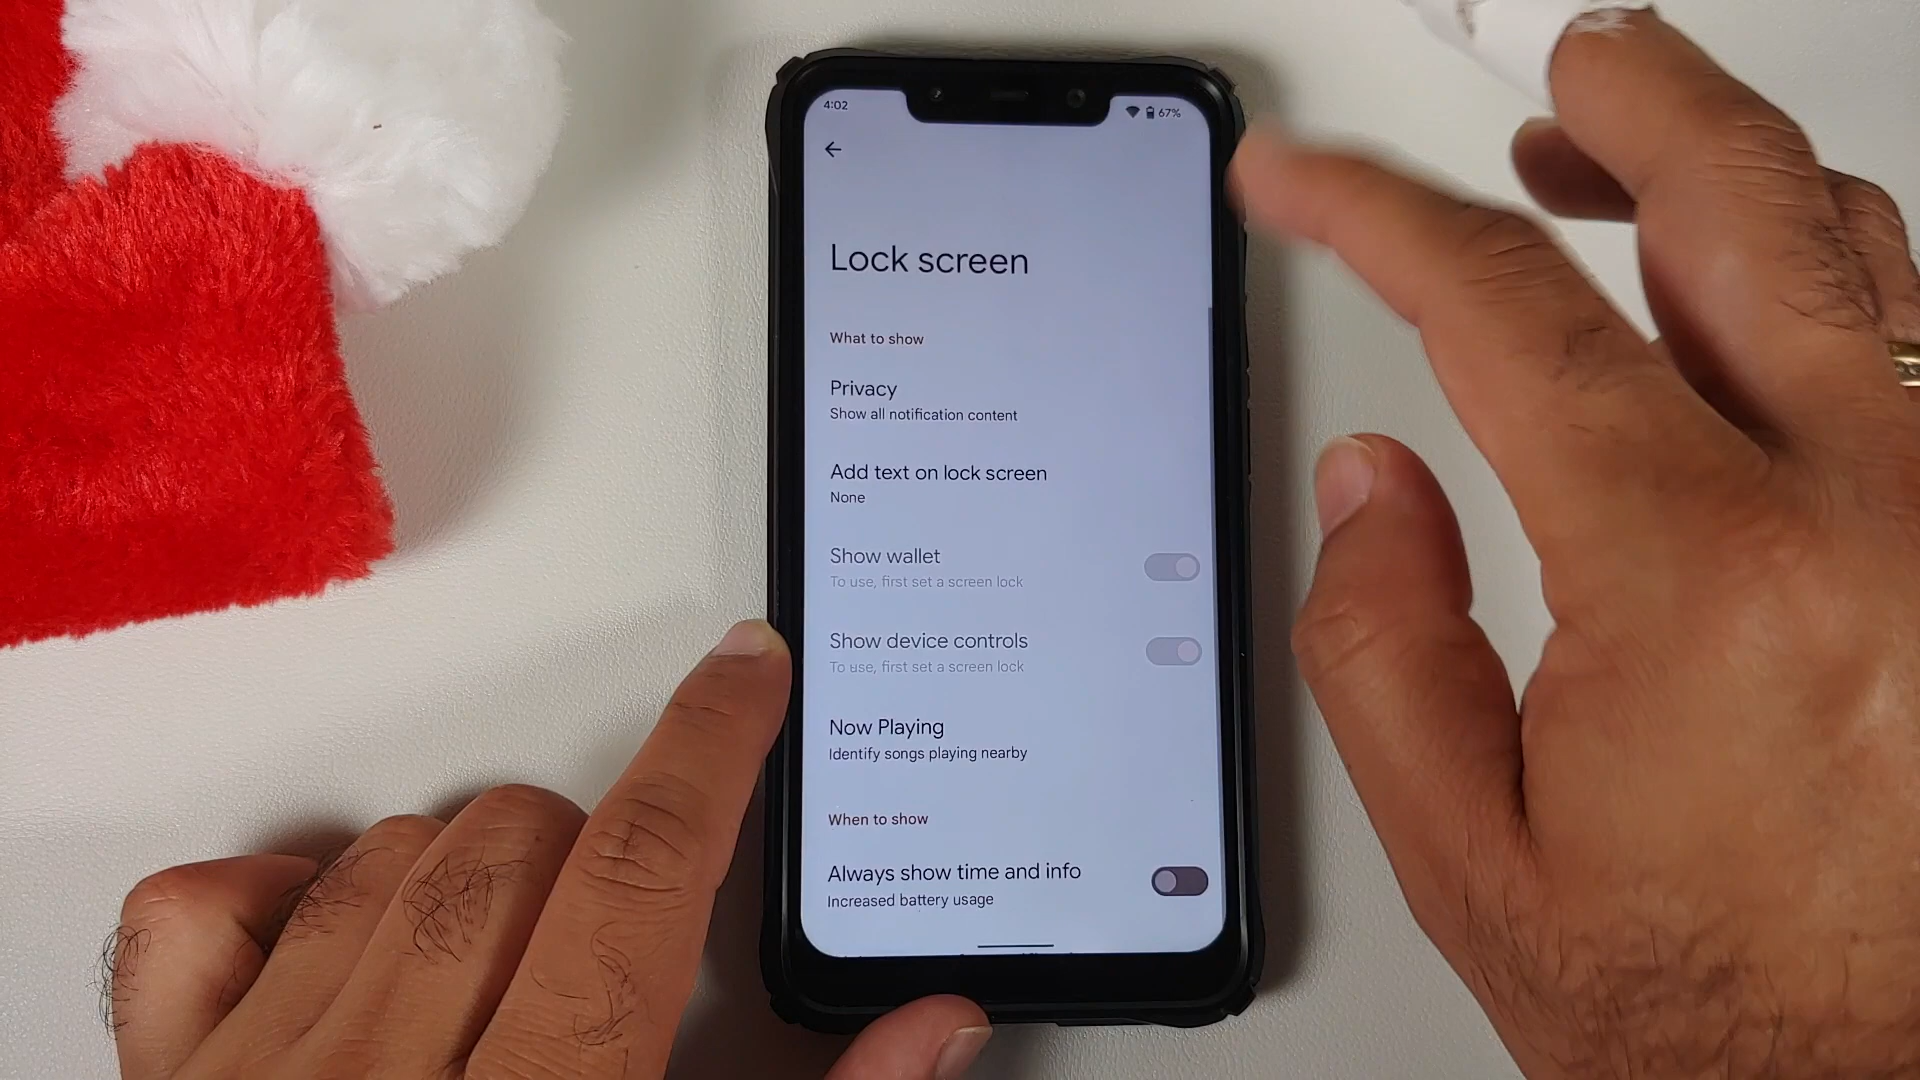 4:02
67%
Lock screen
What to show
Privacy
Show all notification content
Add text on lock screen
None
Show wallet
To use, first set a screen lock
Show device controls
To use, first set a screen lock
Now Playing
Identify songs playing nearby
When to show
Always show time and info
Increased battery usage